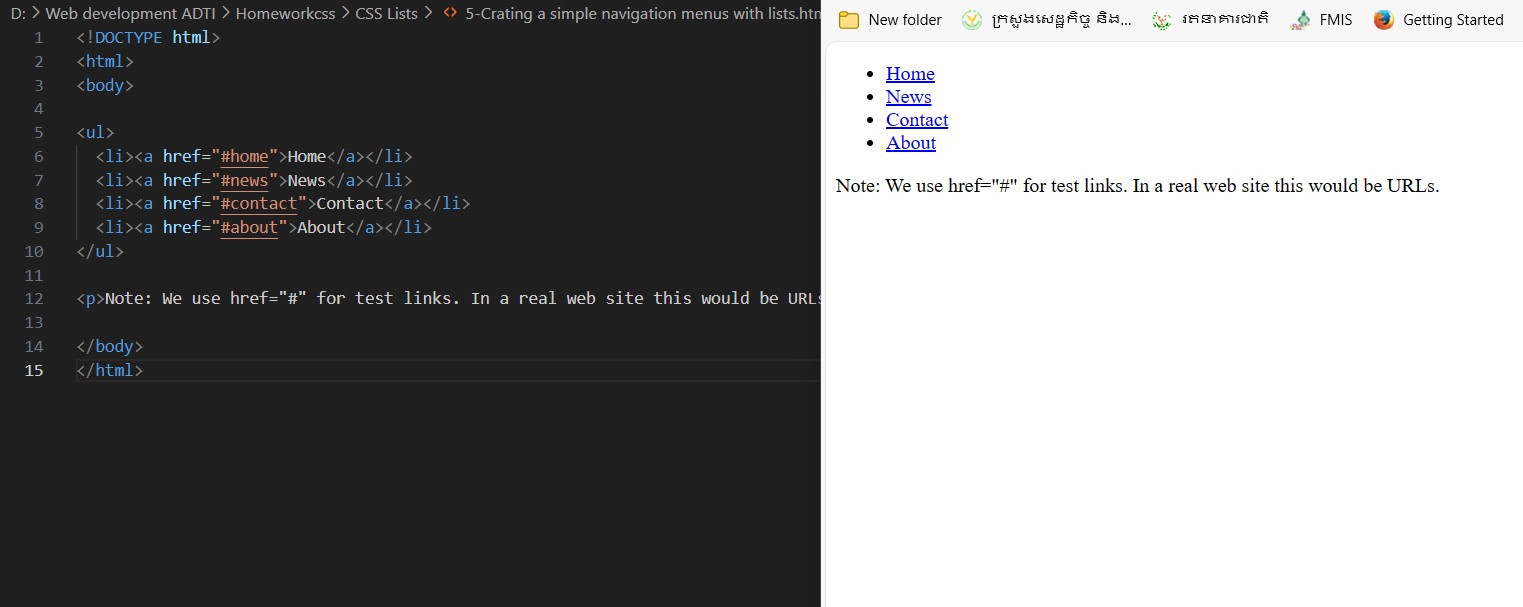 D: > Web development ADTI > Homeworkcss > CSS Lists > <> 5-Crating a simple navigation menus with lists.htm
1 <!DOCTYPE html>
2 <html>
3 <body>
4
5 <ul>
6 <li><a href="#home">Home</a></li>
7 <li><a href="#news">News</a></li>
8 <li><a href="#contact">Contact</a></li>
9 <li><a href="#about">About</a></li>
10 </ul>
11
12 <p>Note: We use href="#" for test links. In a real web site this would be URLs
13
14 </body>
15 </html>
New folder ក្រសួងសេដ្ឋកិច្ច និង... រតនាគារជាតិ FMIS Getting Started
• Home
• News
• Contact
• About
Note: We use href="#" for test links. In a real web site this would be URLs.